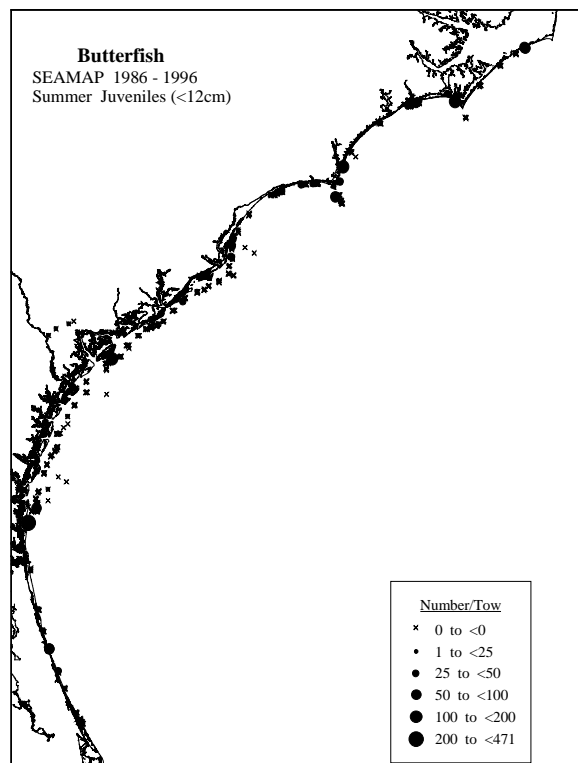 Butterfish
SEAMAP 1986 - 1996
Summer Juveniles (<12cm)
Number/Tow
0 to <0
1 to <25
25 to <50
50 to <100
100 to <200
200 to <471